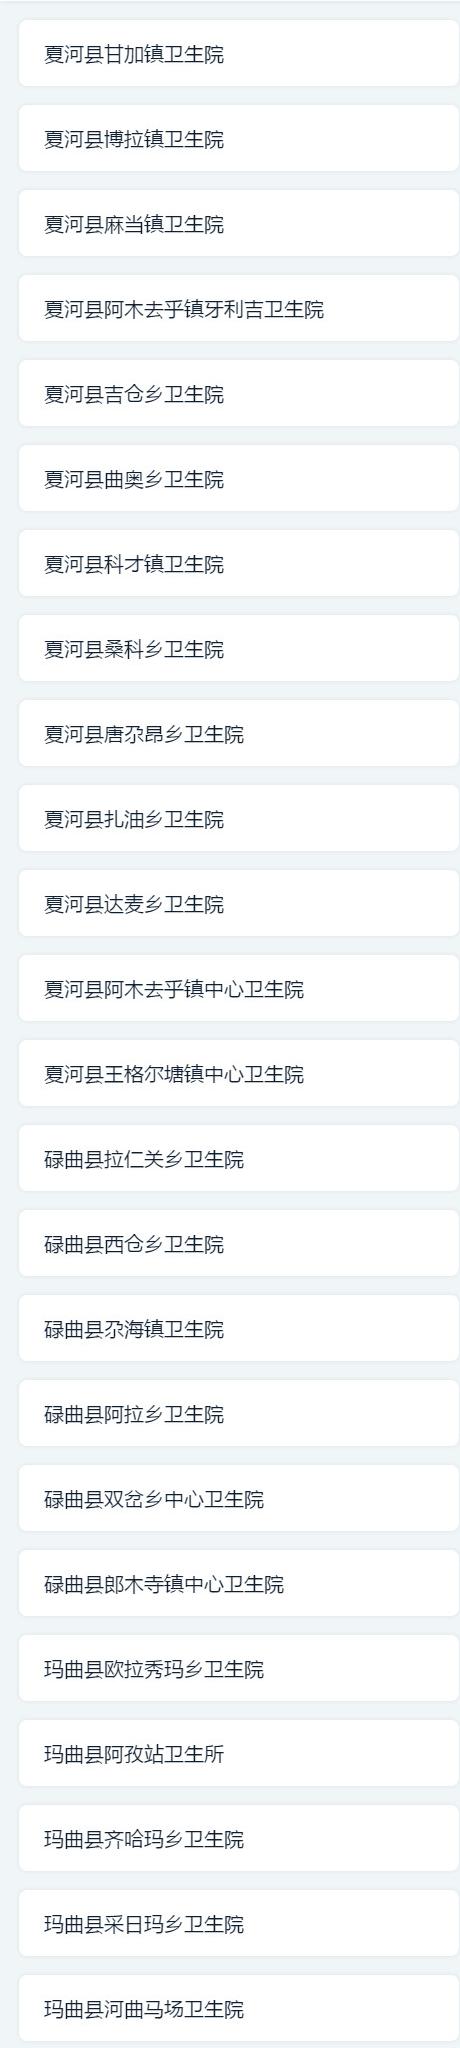 夏河县甘加镇卫生院
夏河县博拉镇卫生院
夏河县麻当镇卫生院
夏河县阿木去乎镇牙利吉卫生院
夏河县吉仓乡卫生院
夏河县曲奥乡卫生院
夏河县科才镇卫生院
夏河县桑科乡卫生院
夏河县唐尕昂乡卫生院
夏河县扎油乡卫生院
夏河县达麦乡卫生院
夏河县阿木去乎镇中心卫生院
夏河县王格尔塘镇中心卫生院
碌曲县拉仁关乡卫生院
碌曲县西仓乡卫生院
碌曲县尕海镇卫生院
碌曲县阿拉乡卫生院
碌曲县双岔乡中心卫生院
碌曲县郎木寺镇中心卫生院
玛曲县欧拉秀玛乡卫生院
玛曲县阿孜站卫生所
玛曲县齐哈玛乡卫生院
玛曲县采日玛乡卫生院
玛曲县河曲马场卫生院